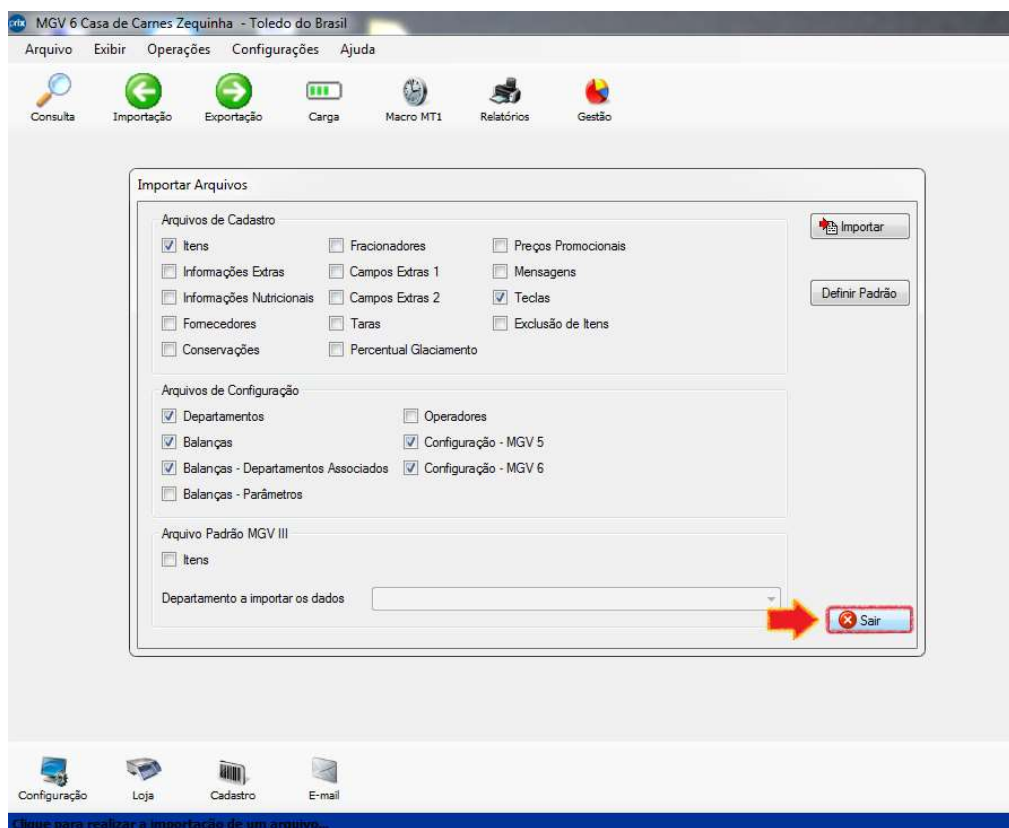 prix MGV 6 Casa de Carnes Zequinha - Toledo do Brasil
Arquivo Exibir Operações Configurações Ajuda
Consulta Importação Exportação Carga Macro MT1 Relatórios Gestão
Importar Arquivos
Arquivos de Cadastro
Importar
Itens Fracionadores Preços Promocionais
Informações Extras Campos Extras 1 Mensagens
Informações Nutricionais Campos Extras 2 Teclas
Definir Padrão
Fornecedores Taras Exclusão de Itens
Conservações Percentual Glaciamento
Arquivos de Configuração
Departamentos Operadores
Balanças Configuração - MGV 5
Balanças - Departamentos Associados Configuração - MGV 6
Balanças - Parâmetros
Arquivo Padrão MGV III
Itens
Departamento a importar os dados
Sair
Configuração Loja Cadastro E-mail
Clique para realizar a importação de um arquivo...